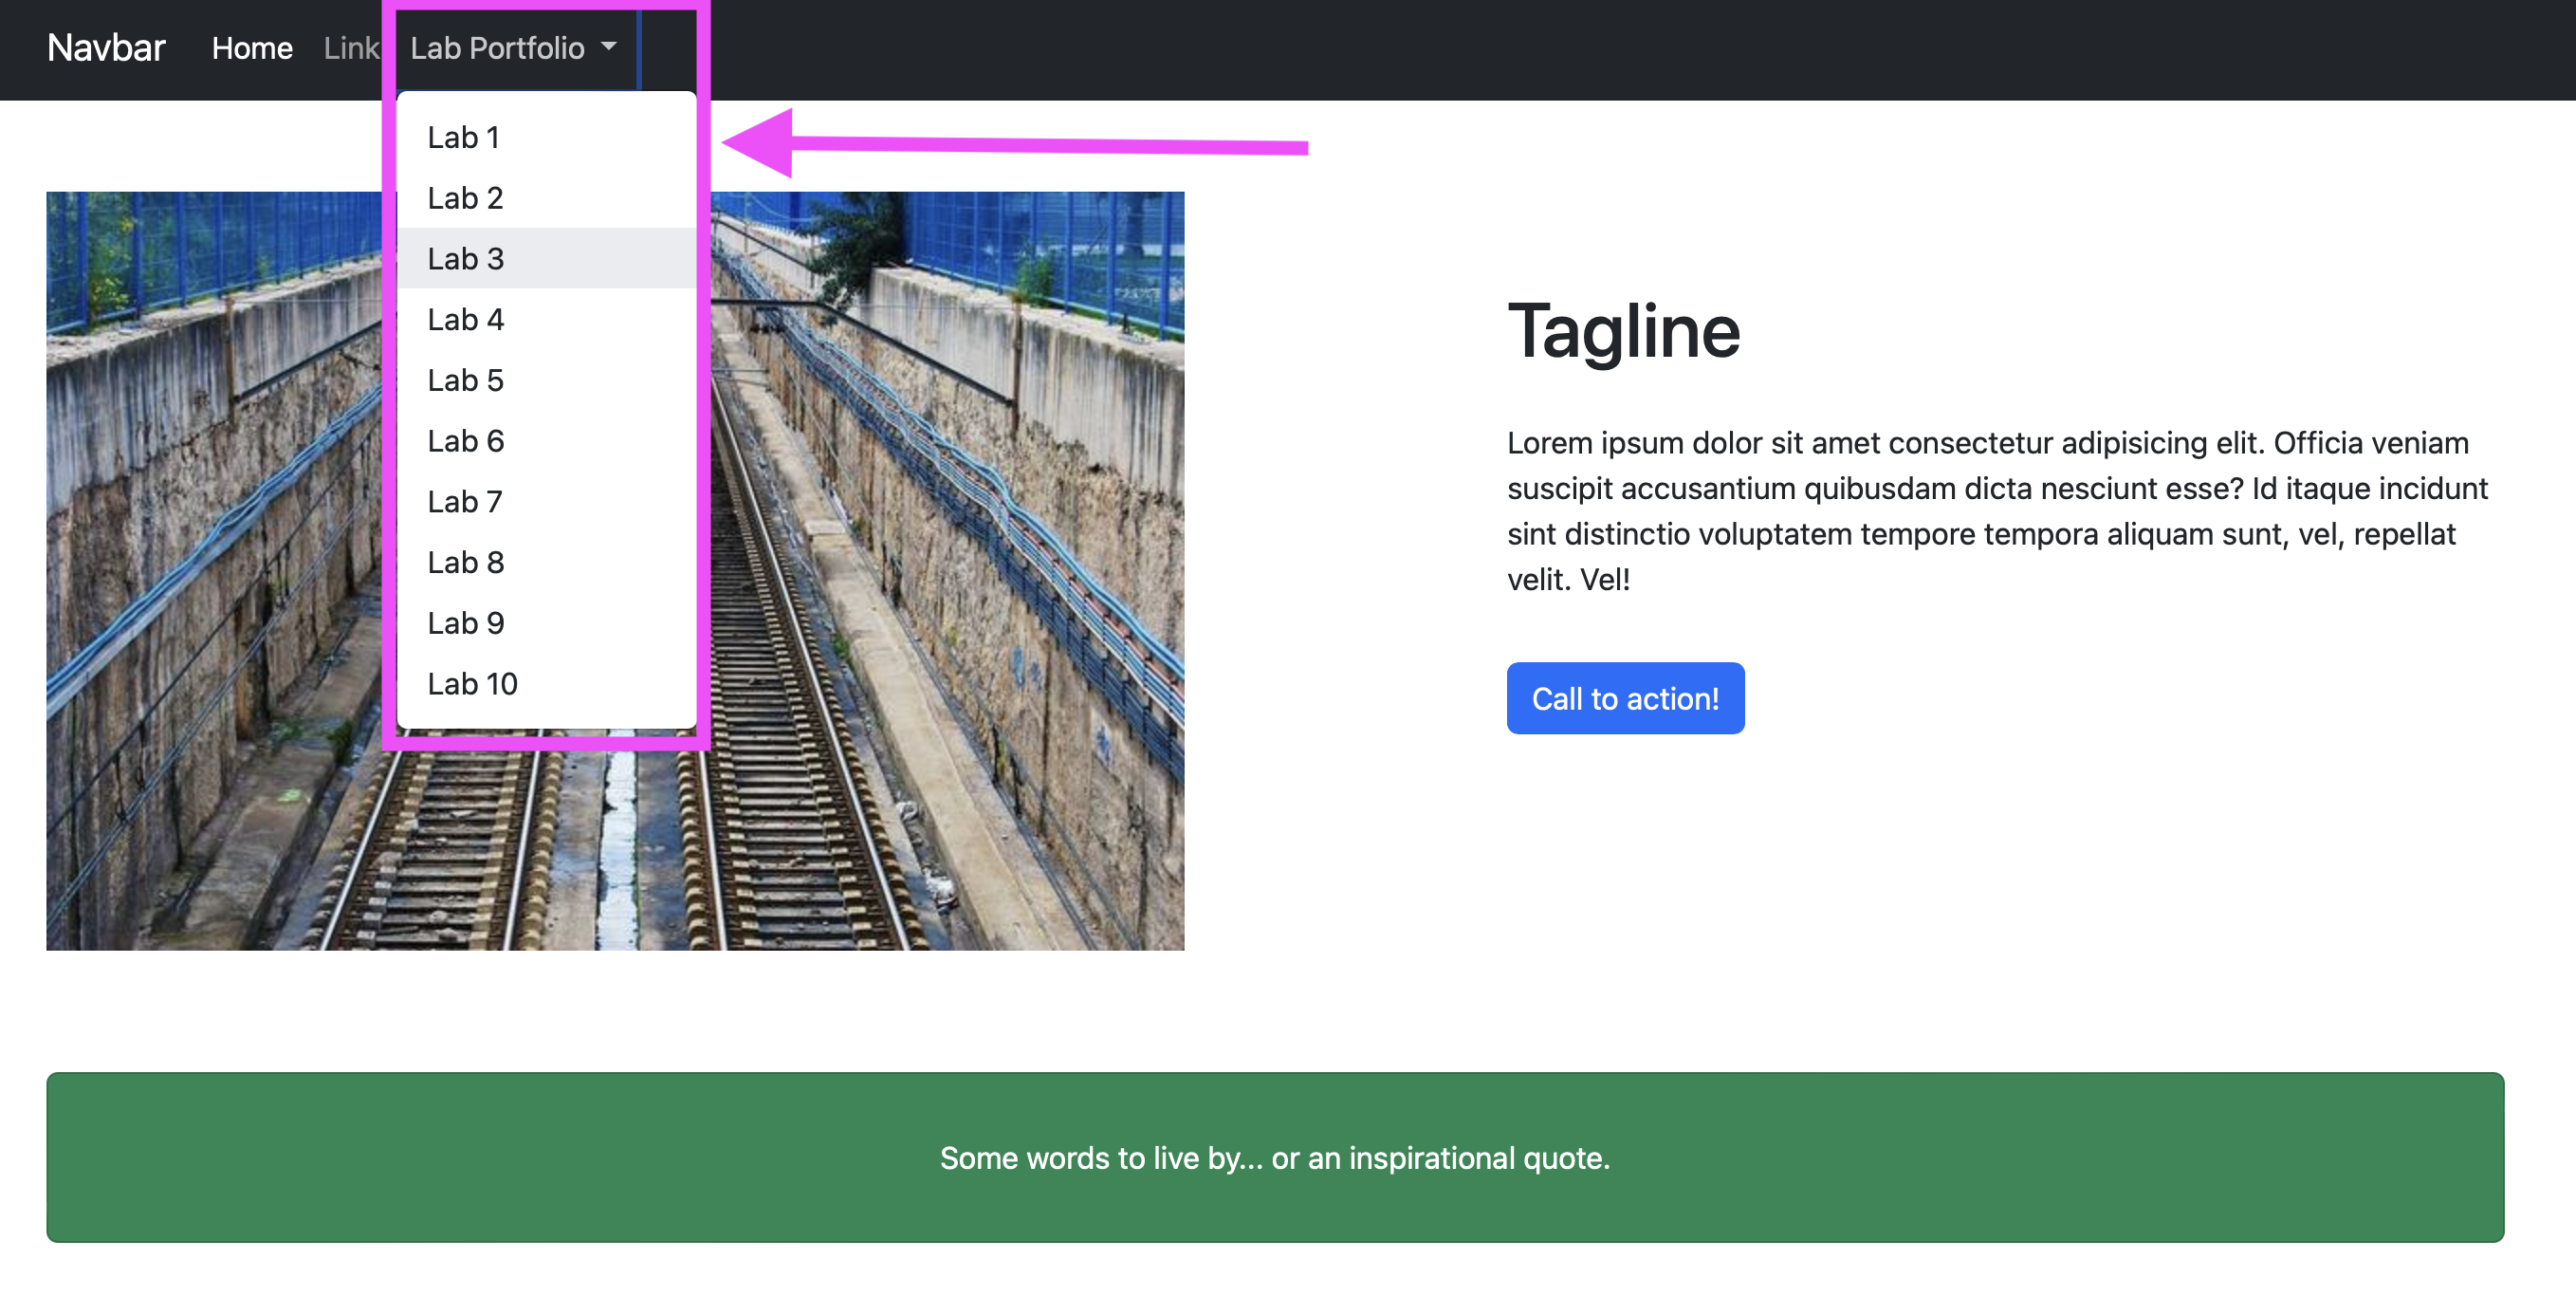 Navbar Home Link Lab Portfolio
Lab 1
Lab 2
Lab 3
Lab 4
Lab 5
Lab 6
Lab 7
Lab 8
Lab 9
Lab 10
Tagline
Lorem ipsum dolor sit amet consectetur adipisicing elit. Officia veniam
suscipit accusantium quibusdam dicta nesciunt esse? Id itaque incidunt
sint distinctio voluptatem tempore tempora aliquam sunt, vel, repellat
velit. Vel!
Call to action!
Some words to live by... or an inspirational quote.